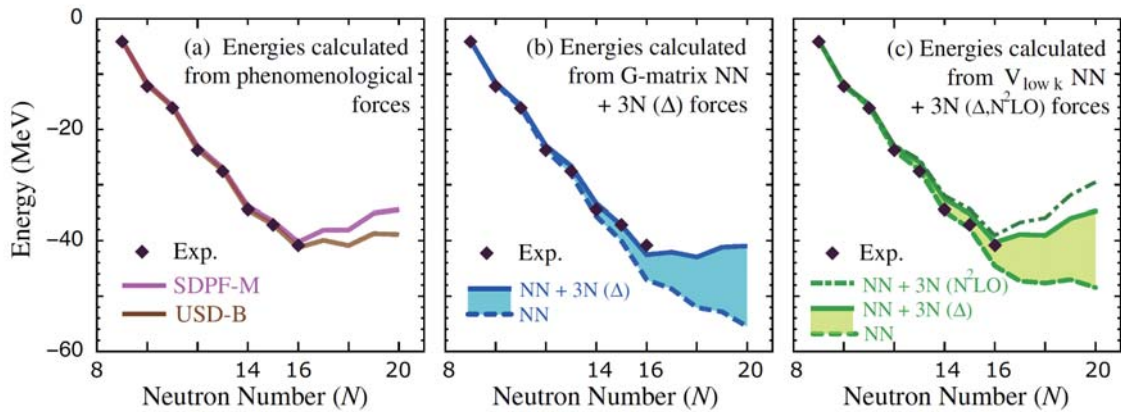 0
−20
−40
−60
Energy (MeV)
(a) Energies calculated
from phenomenological
forces
Exp.
SDPF-M
USD-B
8
14
16
20
Neutron Number (N)
(b) Energies calculated
from G-matrix NN
+ 3N (Δ) forces
Exp.
NN + 3N (Δ)
NN
8
14
16
20
Neutron Number (N)
(c) Energies calculated
from V low k NN
+ 3N (Δ,N²LO) forces
Exp.
NN + 3N (N²LO)
NN + 3N (Δ)
NN
8
14
16
20
Neutron Number (N)